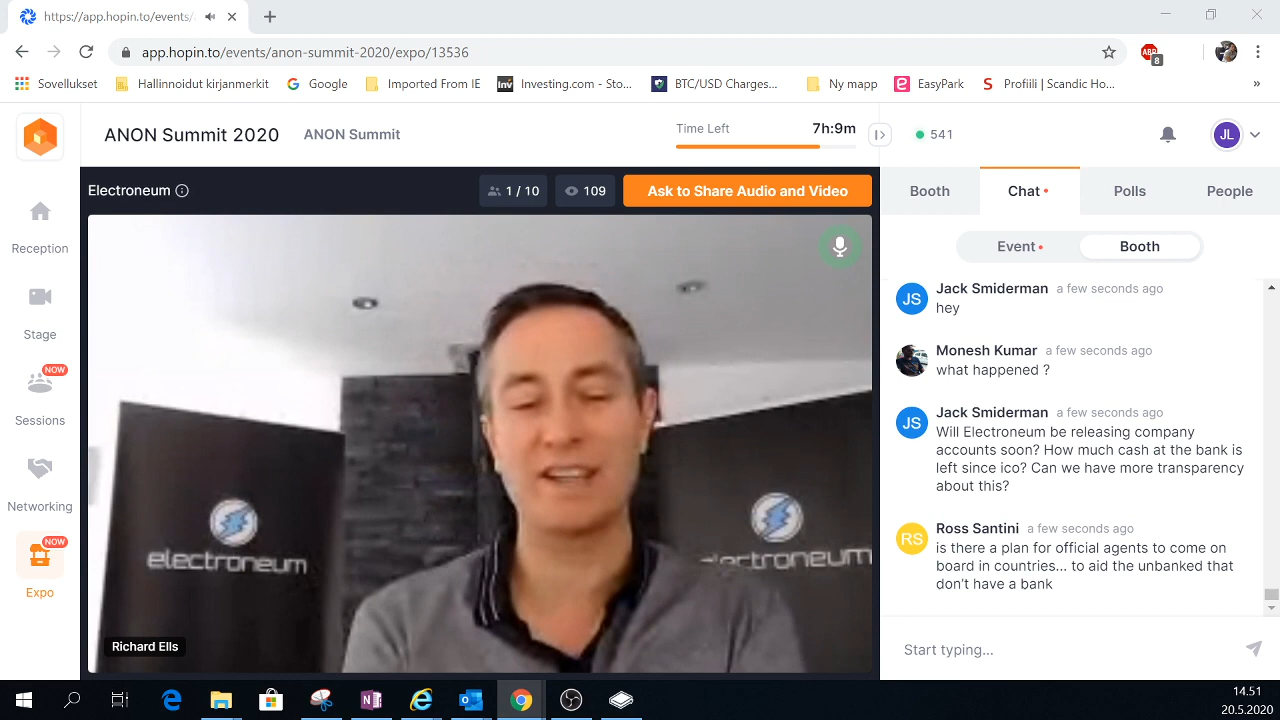 https://app.hopin.to/events/
app.hopin.to/events/anon-summit-2020/expo/13536
ABP
8
Sovellukset
Hallinnoidut kirjanmerkit
Google
Imported From IE
Inv
Investing.com - Sto...
BTC/USD Charges...
Ny mapp
EasyPark
S
Profiili | Scandic Ho...
»
ANON Summit 2020
ANON Summit
Time Left
7h:9m
541
JL
Electroneum
1 / 10
109
Ask to Share Audio and Video
Booth
Chat
Polls
People
Event
Booth
Reception
Stage
NOW
Sessions
Networking
NOW
Expo
electroneum
electroneum
Richard Ells
JS
Jack Smiderman a few seconds ago
hey
Monesh Kumar a few seconds ago
what happened ?
JS
Jack Smiderman a few seconds ago
Will Electroneum be releasing company
accounts soon? How much cash at the bank is
left since ico? Can we have more transparency
about this?
RS
Ross Santini a few seconds ago
is there a plan for official agents to come on
board in countries... to aid the unbanked that
don't have a bank
Start typing...
14.51
20.5.2020